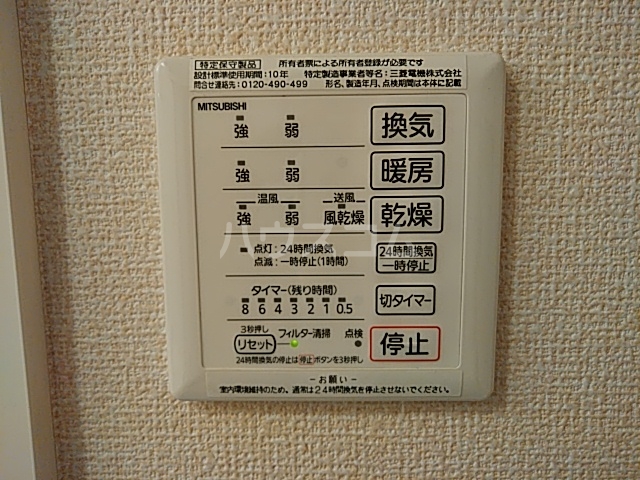 特定保守製品 所有者票による所有者登録が必要です
設計標準使用期間:10年 特定製造事業者等名:三菱電機株式会社
問合せ連絡先:0120-490-499 形名、製造年月、点検期間は本体に記載
MITSUBISHI
強 弱 換気
強 弱 暖房
温風 送風
強 弱 風乾燥 乾燥
ハウスコム
点灯:24時間換気
点滅:一時停止(1時間)
24時間換気
一時停止
タイマー(残り時間)
8 6 4 3 2 1 0.5 切タイマー
3秒押し
リセット フィルター清掃 点検 停止
24時間換気の停止は停止ボタンを3秒押し
-お願い-
室内環境維持のため、通常は24時間換気を停止させないでください。